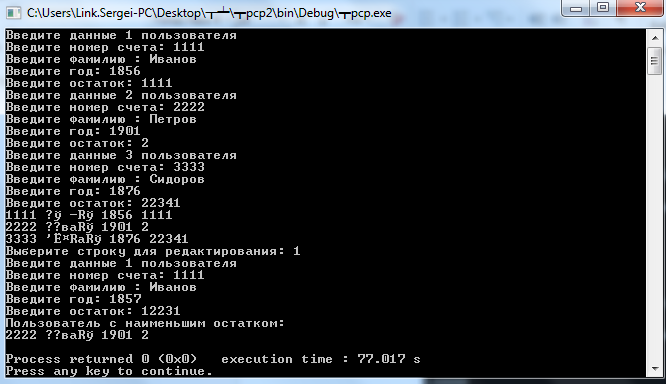 C:\Users\Link.Sergei-PC\Desktop\┬┴\┬pcp2\bin\Debug\┬pcp.exe
Введите данные 1 пользователя
Введите номер счета: 1111
Введите фамилию : Иванов
Введите год: 1856
Введите остаток: 1111
Введите данные 2 пользователя
Введите номер счета: 2222
Введите фамилию : Петров
Введите год: 1901
Введите остаток: 2
Введите данные 3 пользователя
Введите номер счета: 3333
Введите фамилию : Сидоров
Введите год: 1876
Введите остаток: 22341
1111 ?ÿ ¬Rÿ 1856 1111
2222 ??ваRÿ 1901 2
3333 'Ё¤RаRÿ 1876 22341
Выберите строку для редактирования: 1
Введите данные 1 пользователя
Введите номер счета: 1111
Введите фамилию : Иванов
Введите год: 1857
Введите остаток: 12231
Пользователь с наименьшим остатком:
2222 ??ваRÿ 1901 2
Process returned 0 (0x0) execution time : 77.017 s
Press any key to continue.